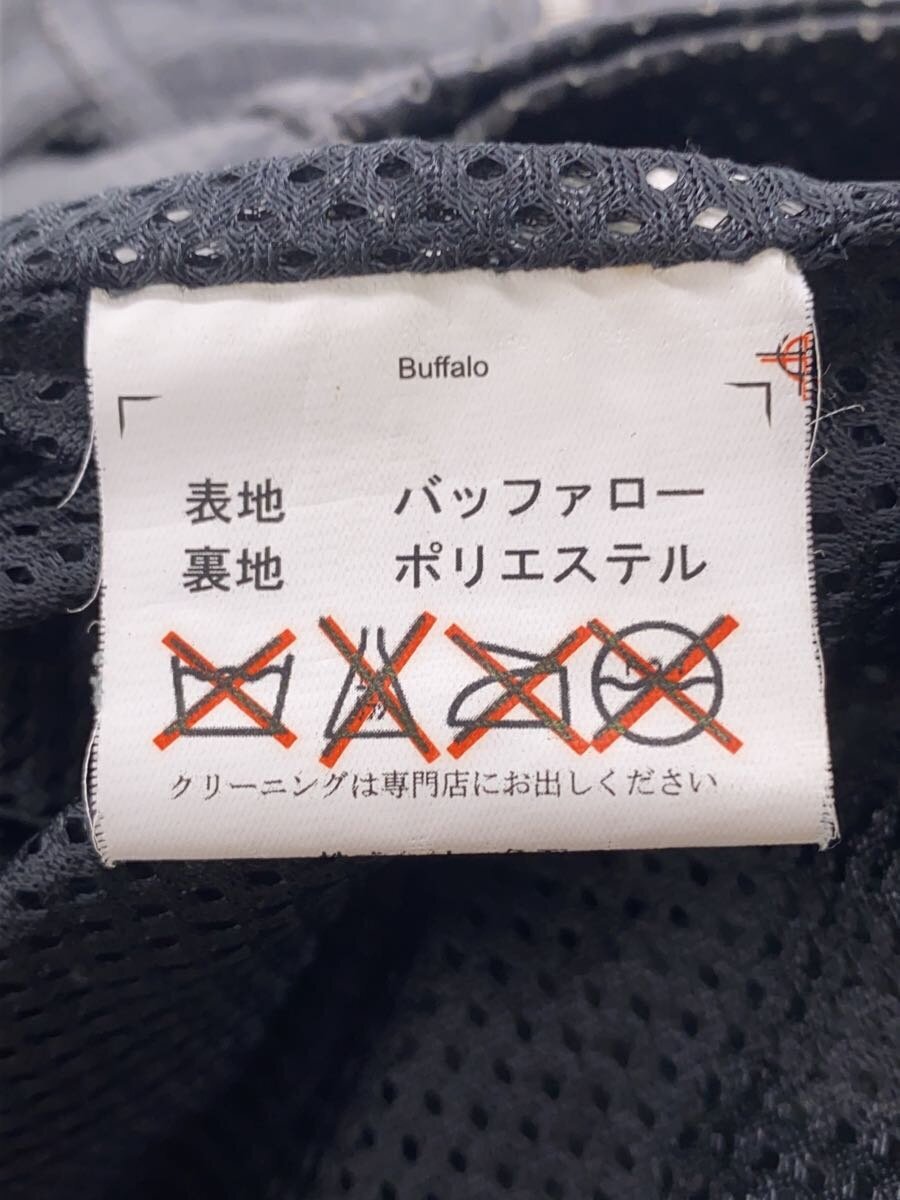 Buffalo
表地 バッファロー
裏地 ポリエステル
クリーニングは専門店にお出しください